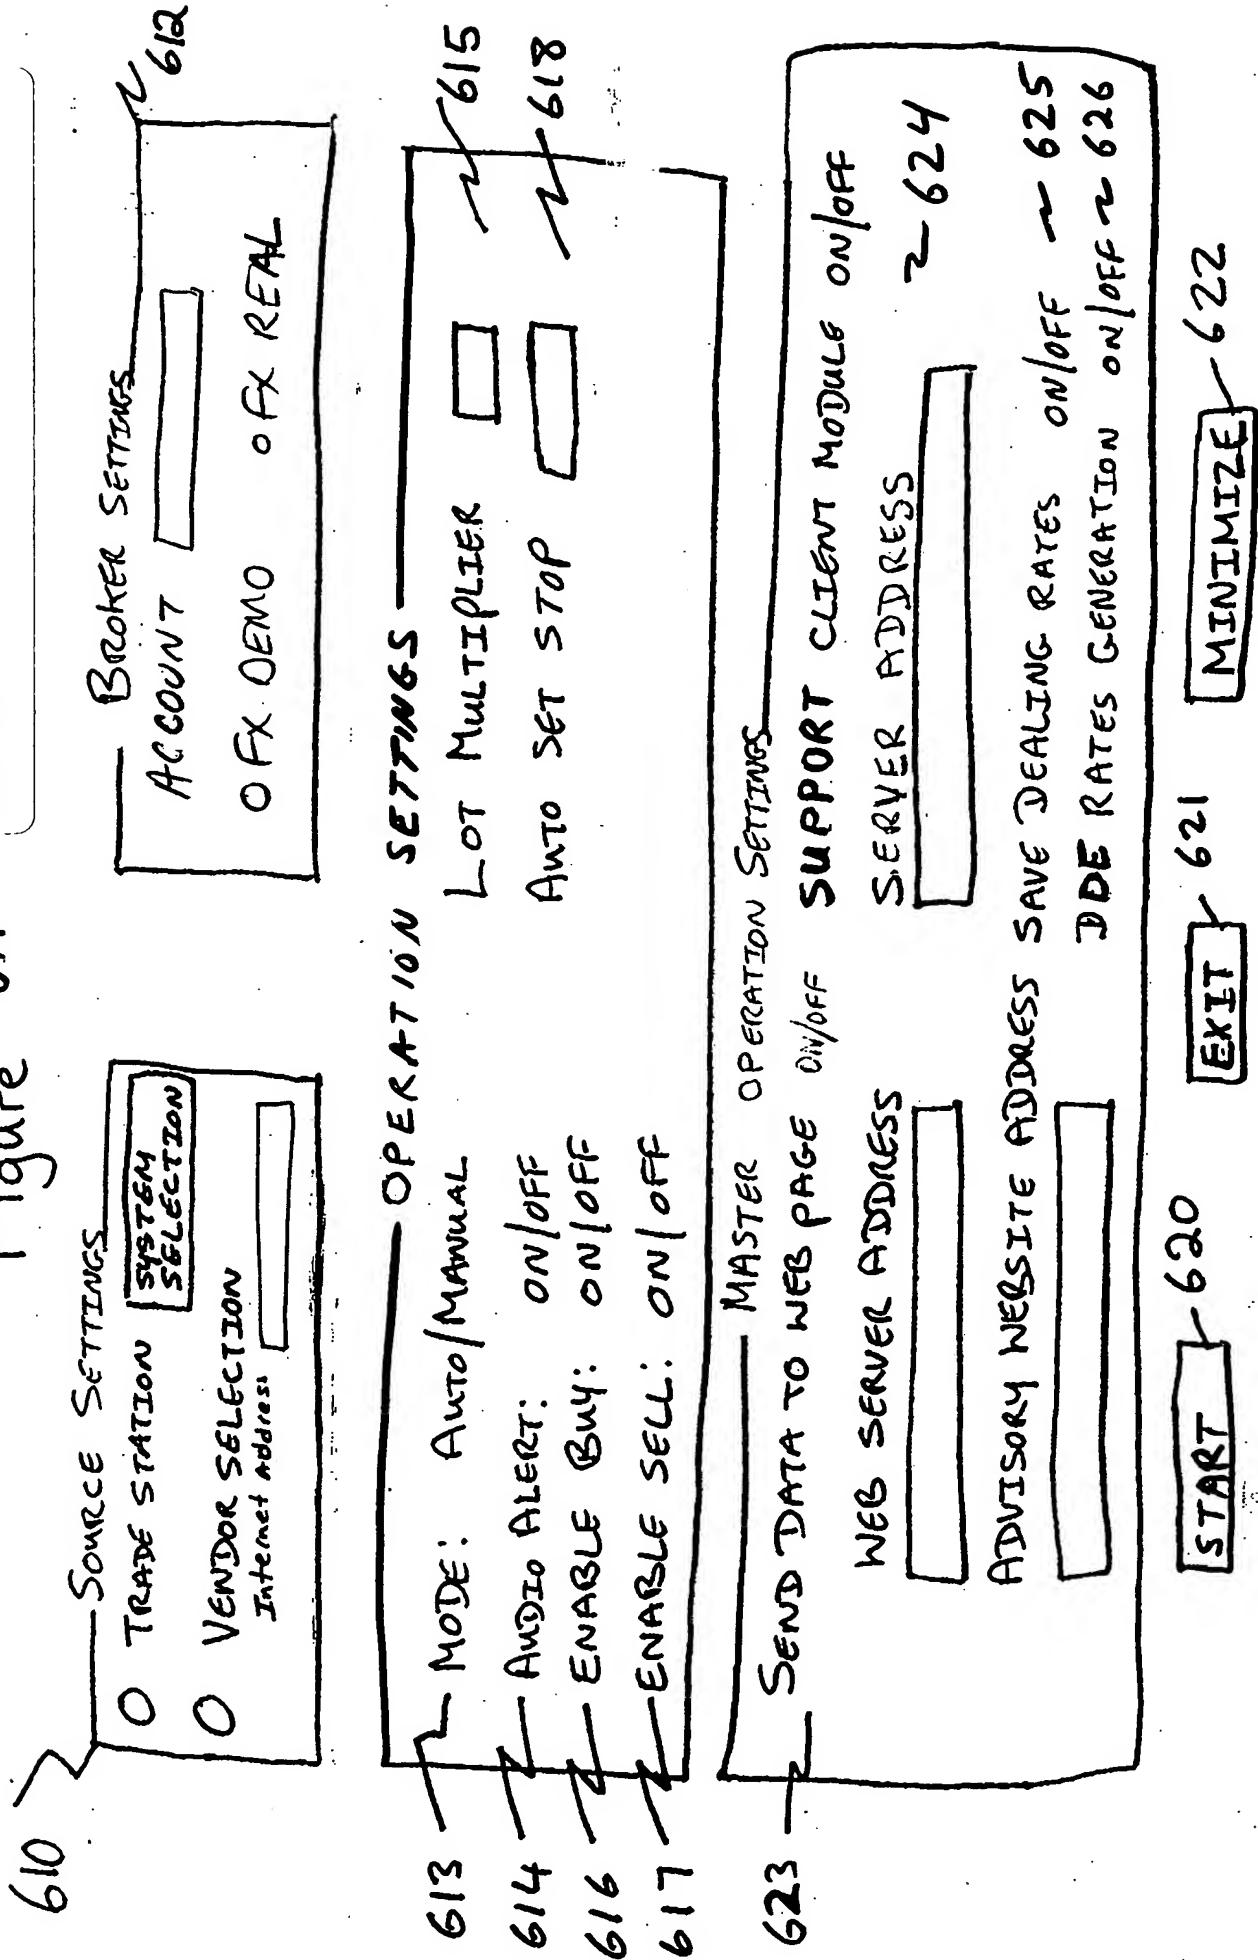 Figure
610
SOURCE SETTINGS
TRADE STATION
SYSTEM
SELECTION
VENDOR SELECTION
Internet Address
BROKER SETTINGS
612
ACCOUNT
FX DEMO
FX REAL
OPERATION SETTINGS
613 MODE: AUTO/MANUAL
LOT MULTIPLIER 615
614 AUDIO ALERT: ON/OFF
AUTO SET STOP 618
616 ENABLE BUY: ON/OFF
617 ENABLE SELL: ON/OFF
MASTER OPERATION SETTINGS
623 SEND DATA TO WEB PAGE ON/OFF
SUPPORT CLIENT MODULE ON/OFF
WEB SERVER ADDRESS
SERVER ADDRESS 624
ADVISORY WEBSITE ADDRESS
SAVE DEALING RATES ON/OFF 625
DDE RATES GENERATION ON/OFF 626
START 620
EXIT 621
MINIMIZE 622